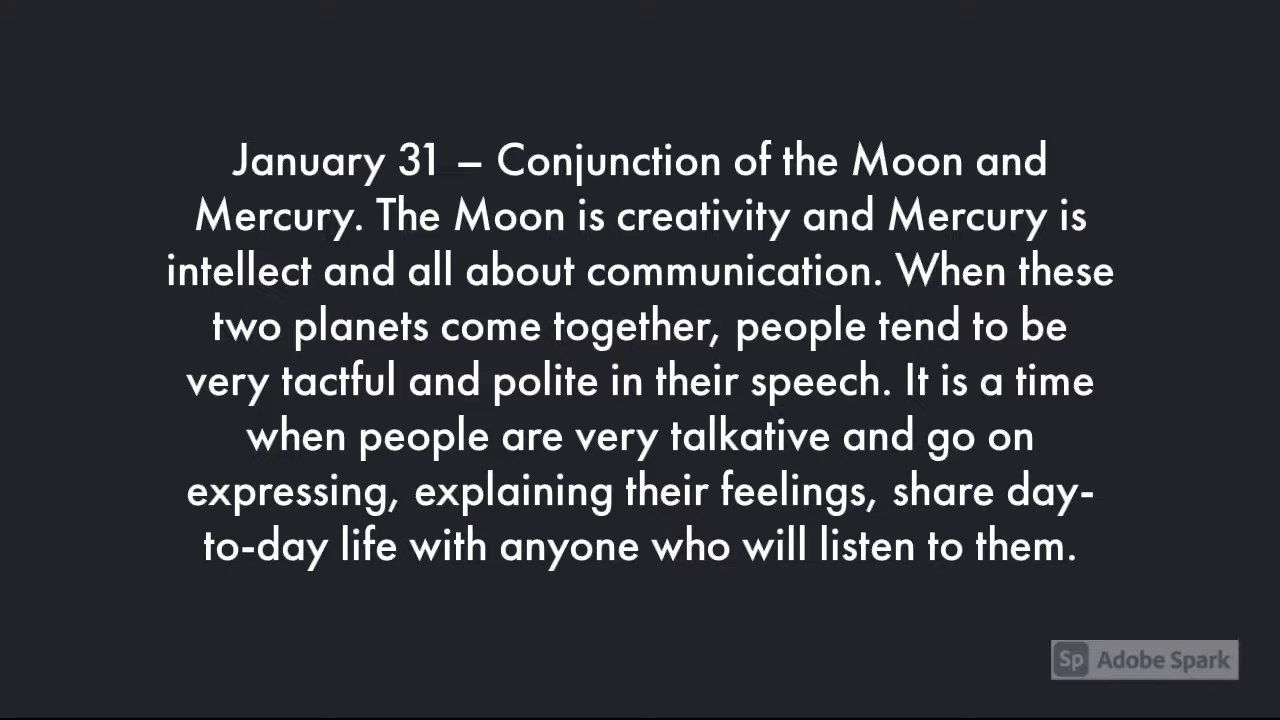 January 31 – Conjunction of the Moon and
Mercury. The Moon is creativity and Mercury is
intellect and all about communication. When these
two planets come together, people tend to be
very tactful and polite in their speech. It is a time
when people are very talkative and go on
expressing, explaining their feelings, share day-
to-day life with anyone who will listen to them.
Sp Adobe Spark